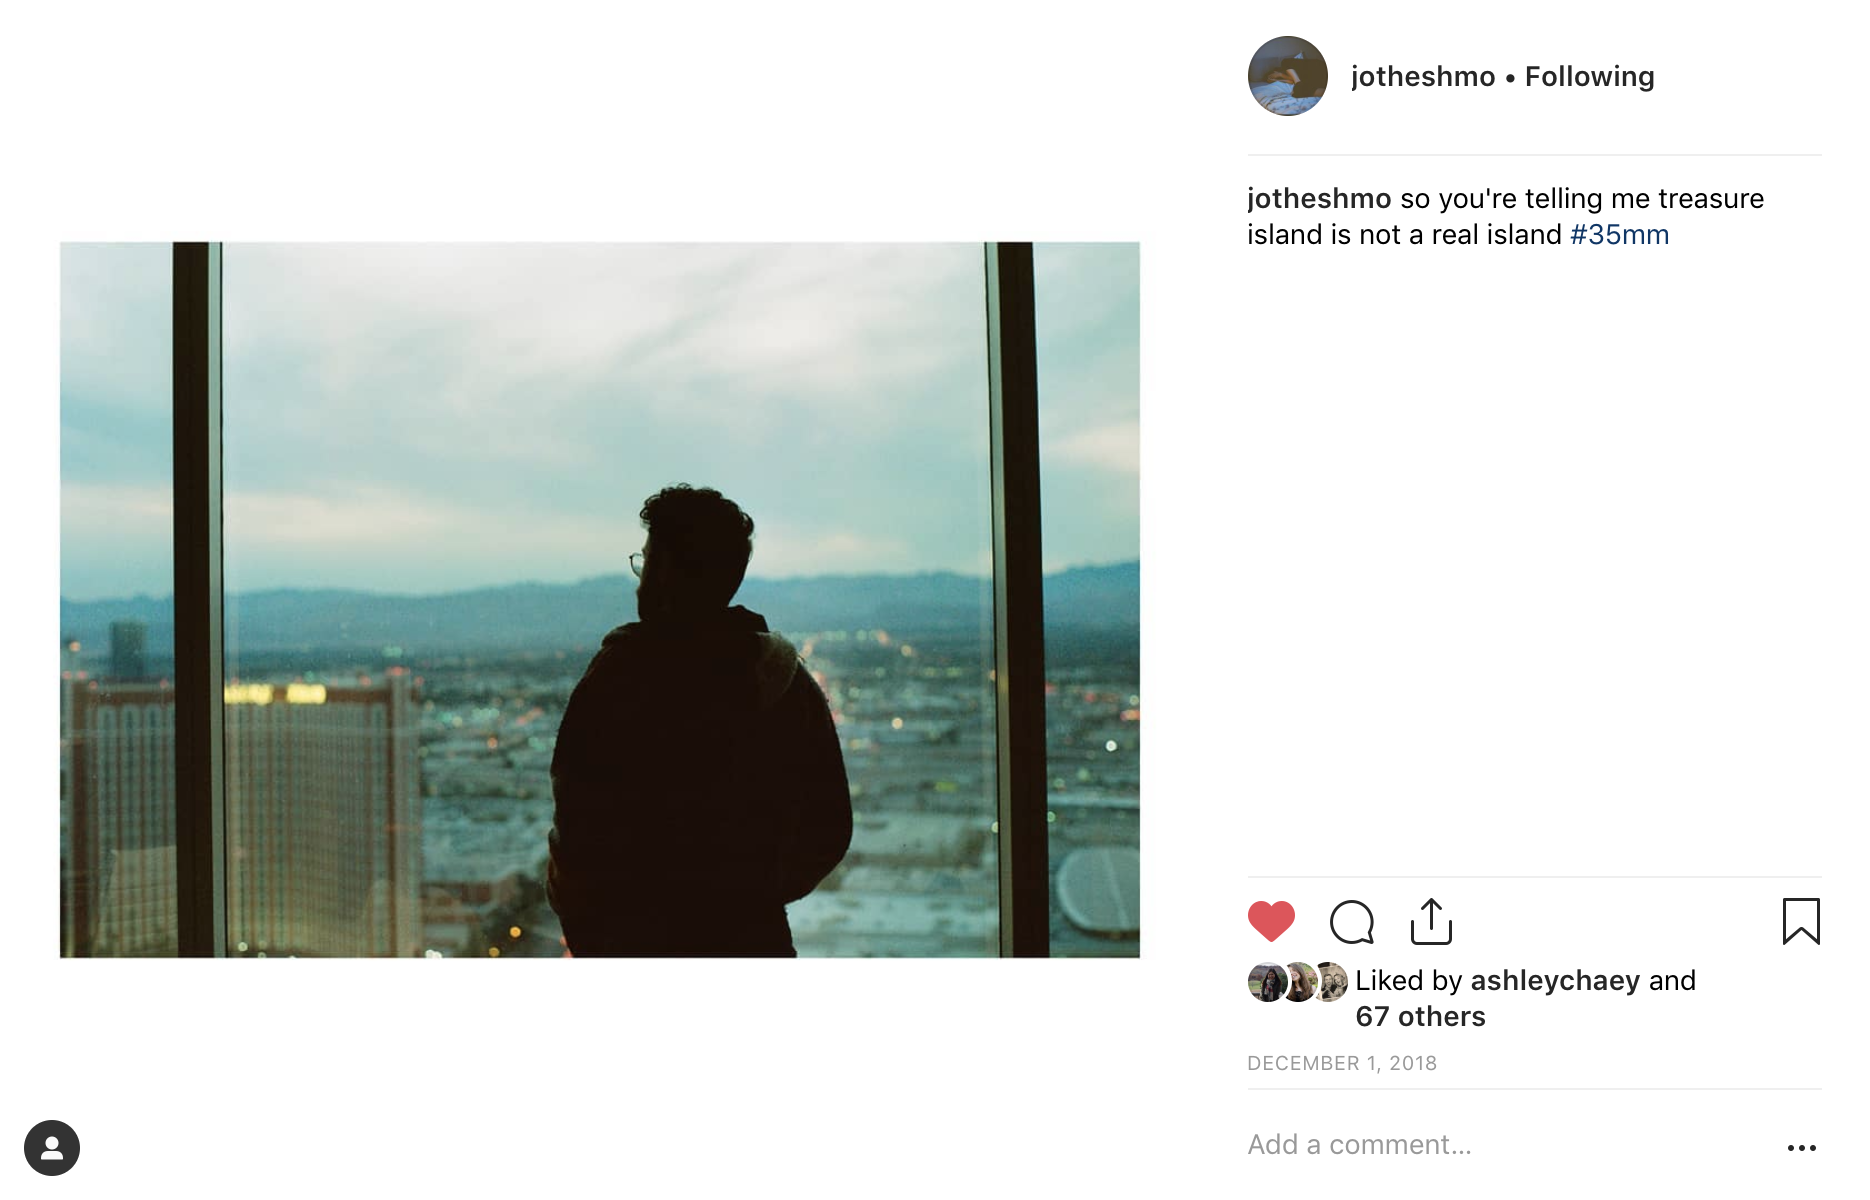 jotheshmo • Following
jotheshmo so you're telling me treasure
island is not a real island #35mm
Liked by ashleychaey and
67 others
DECEMBER 1, 2018
Add a comment...